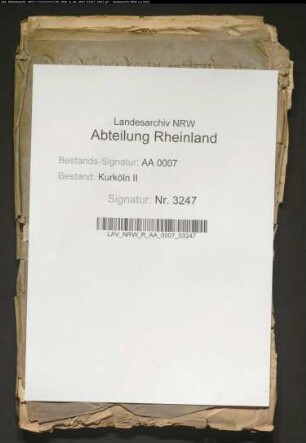 Landesarchiv NRW
Abteilung Rheinland
Bestands-Signatur: AA 0007
Bestand: Kurköln II
Signatur: Nr. 3247
LAV_NRW_R_AA_0007_03247